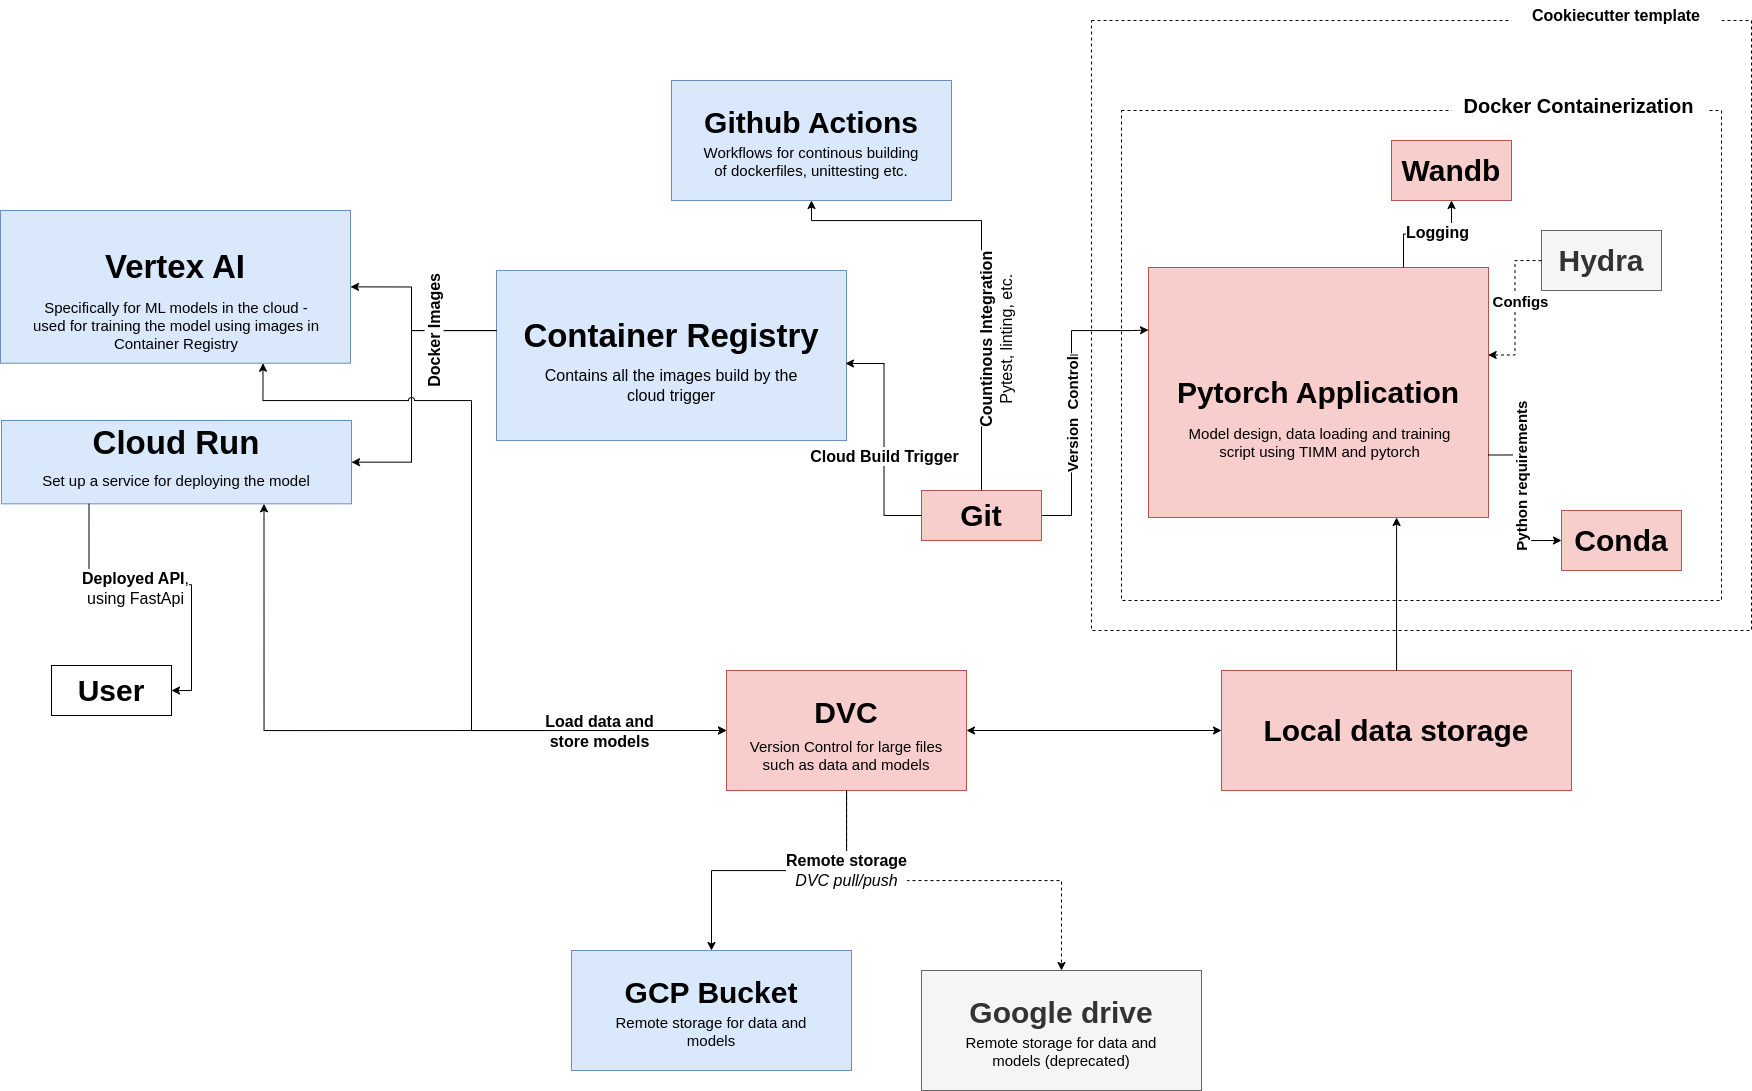 Cookiecutter template
Docker Containerization
Github Actions
Workflows for continous building
of dockerfiles, unittesting etc.
Wandb
Logging
Hydra
Configs
Vertex AI
Specifically for ML models in the cloud -
used for training the model using images in
Container Registry
Docker Images
Container Registry
Contains all the images build by the
cloud trigger
Countinous Integration
Pytest, linting, etc.
Version Control
Pytorch Application
Model design, data loading and training
script using TIMM and pytorch
Python requirements
Cloud Run
Set up a service for deploying the model
Cloud Build Trigger
Git
Conda
Deployed API,
using FastApi
User
Load data and
store models
DVC
Version Control for large files
such as data and models
Local data storage
Remote storage
DVC pull/push
GCP Bucket
Remote storage for data and
models
Google drive
Remote storage for data and
models (deprecated)